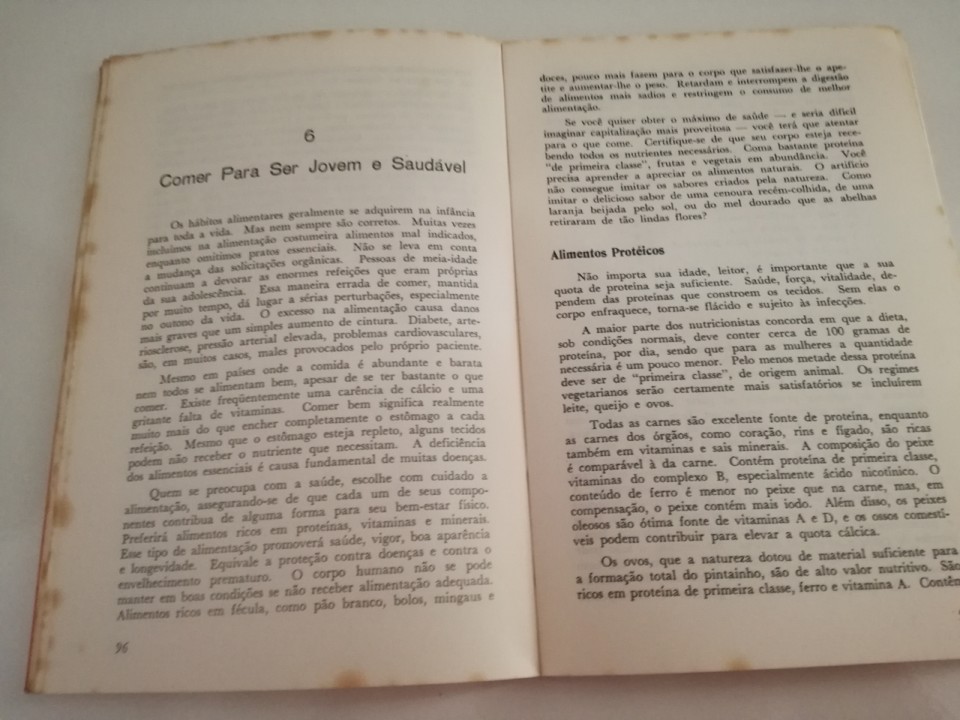 6
Comer Para Ser Jovem e Saudável
Os hábitos alimentares geralmente se adquirem na infância
para toda a vida. Mas nem sempre são corretos. Muitas vezes
incluímos na alimentação costumeira alimentos mal indicados,
enquanto omitimos pratos essenciais. Não se leva em conta
a mudança das solicitações orgânicas. Pessoas de meia-idade
continuam a devorar as enormes refeições que eram próprias
da sua adolescência. Essa maneira errada de comer, mantida
por muito tempo, dá lugar a sérias perturbações, especialmente
no outono da vida. O excesso na alimentação causa danos
mais graves que um simples aumento de cintura. Diabete, arte-
riosclerose, pressão arterial elevada, problemas cardiovasculares,
são, em muitos casos, males provocados pelo próprio paciente.
Mesmo em países onde a comida é abundante e barata
nem todos se alimentam bem, apesar de se ter bastante o que
comer. Existe freqüentemente uma carência de cálcio e uma
gritante falta de vitaminas. Comer bem significa realmente
muito mais do que encher completamente o estômago a cada
refeição. Mesmo que o estômago esteja repleto, alguns tecidos
podem não receber o nutriente que necessitam. A deficiência
dos alimentos essenciais é causa fundamental de muitas doenças.
Quem se preocupa com a saúde, escolhe com cuidado a
alimentação, assegurando-se de que cada um de seus compo-
nentes contribua de alguma forma para seu bem-estar físico.
Preferirá alimentos ricos em proteínas, vitaminas e minerais.
Esse tipo de alimentação promoverá saúde, vigor, boa aparência
e longevidade. Equivale a proteção contra doenças e contra o
envelhecimento prematuro. O corpo humano não se pode
manter em boas condições se não receber alimentação adequada.
Alimentos ricos em fécula, como pão branco, bolos, mingaus e
96
doces, pouco mais fazem para o corpo que satisfazer-lhe o ape-
tite e aumentar-lhe o peso. Retardam e interrompem a digestão
de alimentos mais sadios e restringem o consumo de melhor
alimentação.
Se você quiser obter o máximo de saúde — e seria difícil
imaginar capitalização mais proveitosa — você terá que atentar
para o que come. Certifique-se de que seu corpo esteja rece-
bendo todos os nutrientes necessários. Coma bastante proteína
"de primeira classe", frutas e vegetais em abundância. Você
precisa aprender a apreciar os alimentos naturais. O artifício
não consegue imitar os sabores criados pela natureza. Como
imitar o delicioso sabor de uma cenoura recém-colhida, de uma
laranja beijada pelo sol, ou do mel dourado que as abelhas
retiraram de tão lindas flores?
Alimentos Protéicos
Não importa sua idade, leitor, é importante que a sua
quota de proteína seja suficiente. Saúde, força, vitalidade, de-
pendem das proteínas que constroem os tecidos. Sem elas o
corpo enfraquece, torna-se flácido e sujeito às infecções.
A maior parte dos nutricionistas concorda em que a dieta,
sob condições normais, deve conter cerca de 100 gramas de
proteína, por dia, sendo que para as mulheres a quantidade
necessária é um pouco menor. Pelo menos metade dessa proteína
deve ser de "primeira classe", de origem animal. Os regimes
vegetarianos serão certamente mais satisfatórios se incluírem
leite, queijo e ovos.
Todas as carnes são excelente fonte de proteína, enquanto
as carnes dos órgãos, como coração, rins e fígado, são ricas
também em vitaminas e sais minerais. A composição do peixe
é comparável à da carne. Contém proteína de primeira classe,
vitaminas do complexo B, especialmente ácido nicotínico. O
conteúdo de ferro é menor no peixe que na carne, mas, em
compensação, o peixe contém mais iodo. Além disso, os peixes
oleosos são ótima fonte de vitaminas A e D, e os ossos comestí-
veis podem contribuir para elevar a quota cálcica.
Os ovos, que a natureza dotou de material suficiente para
a formação total do pintainho, são de alto valor nutritivo. São
ricos em proteína de primeira classe, ferro e vitamina A. Contêm